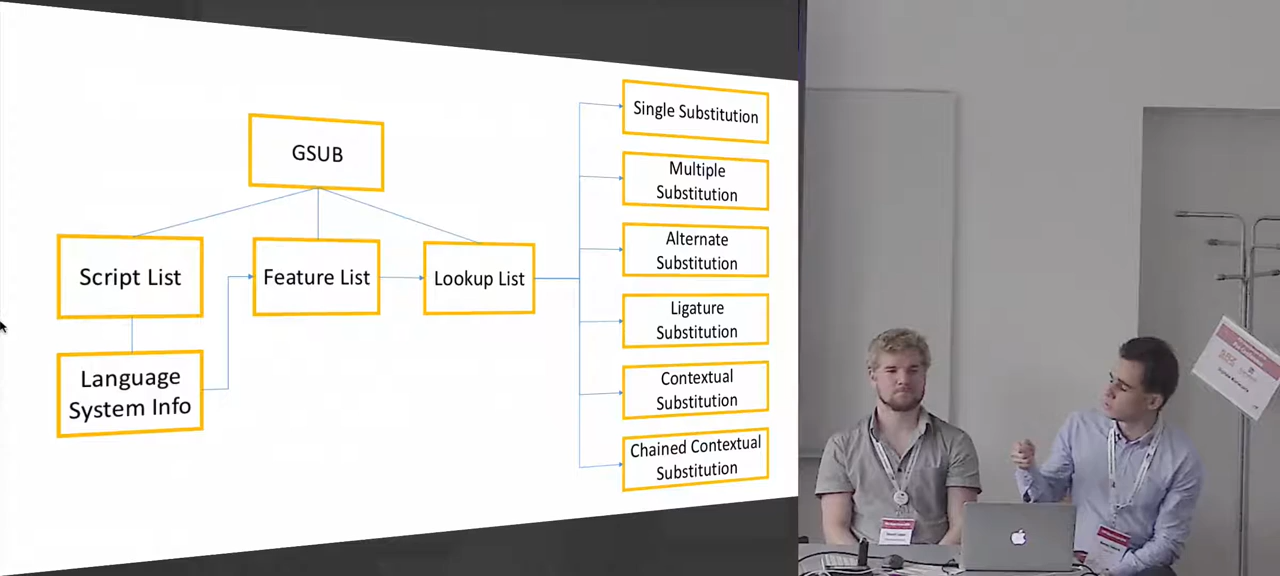 GSUB
Script List
Feature List
Lookup List
Language
System Info
Single Substitution
Multiple
Substitution
Alternate
Substitution
Ligature
Substitution
Contextual
Substitution
Chained Contextual
Substitution